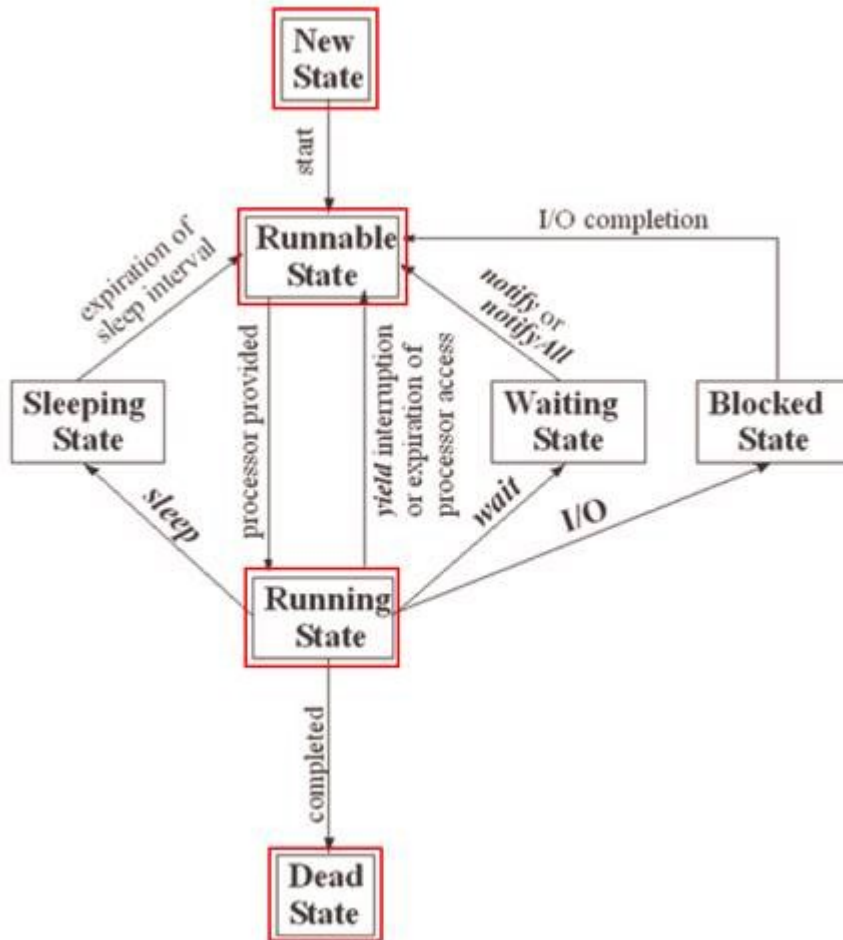 New
State
start
Runnable
State
I/O completion
expiration of
sleep interval
notify or
notifyAll
processor provided
yield interruption
or expiration of
processor access
Sleeping
State
Waiting
State
Blocked
State
sleep
wait
I/O
Running
State
completed
Dead
State